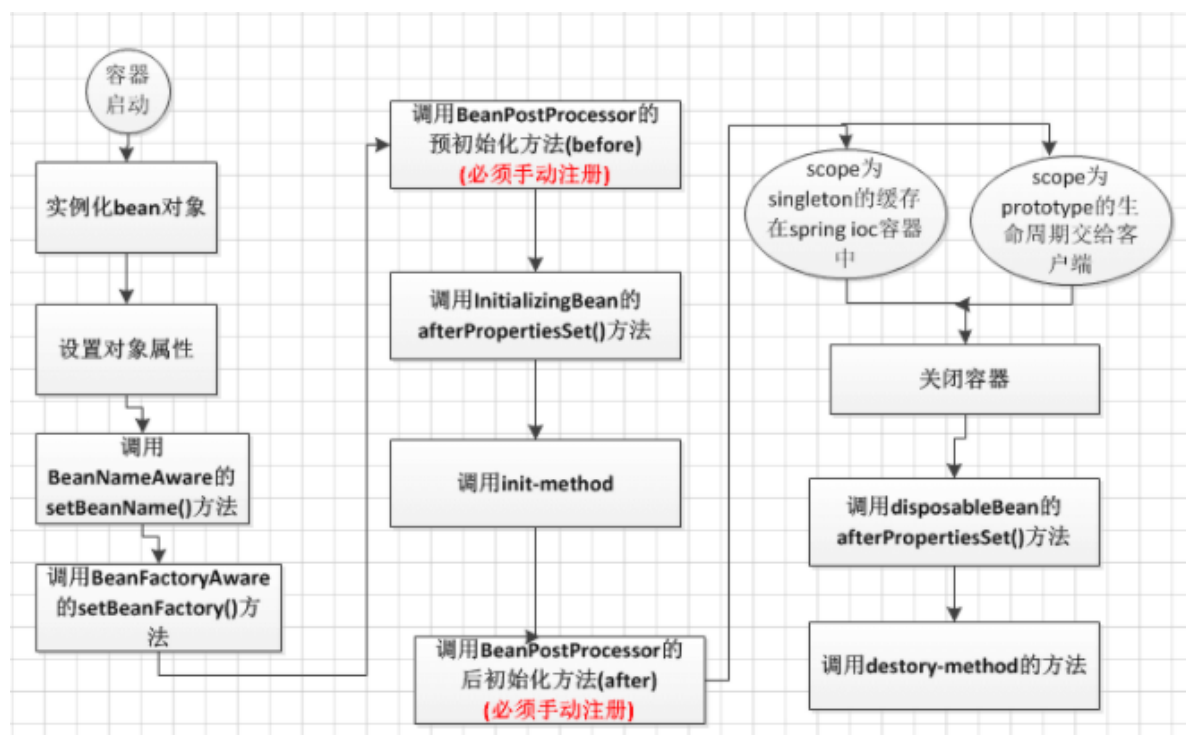 容器
启动
实例化bean对象
设置对象属性
调用
BeanNameAware的
setBeanName()方法
调用BeanFactoryAware
的setBeanFactory()方
法
调用BeanPostProcessor的
预初始化方法(before)
(必须手动注册)
调用InitializingBean的
afterPropertiesSet()方法
调用init-method
调用BeanPostProcessor的
后初始化方法(after)
(必须手动注册)
scope为
singleton的缓存
在spring ioc容器
中
scope为
prototype的生
命周期交给客
户端
关闭容器
调用disposableBean的
afterPropertiesSet()方法
调用destory-method的方法